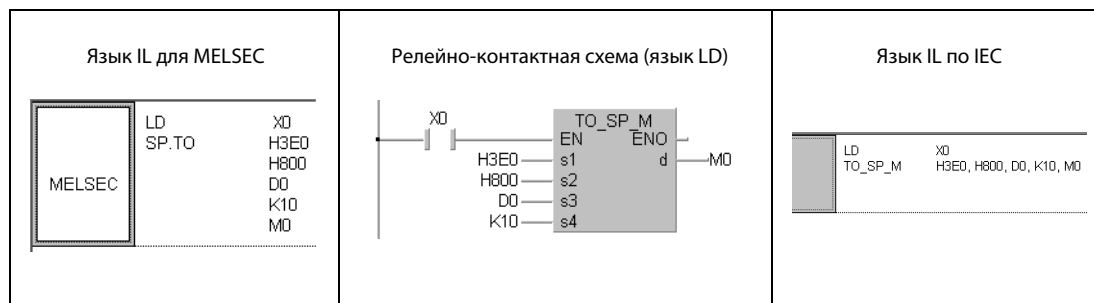 Язык IL для MELSEC
MELSEC
LD X0
SP.TO H3E0
H800
D0
K10
M0
Релейно-контактная схема (язык LD)
X0
TO_SP_M
EN ENO
H3E0 s1 d M0
H800 s2
D0 s3
K10 s4
Язык IL по IEC
LD X0
TO_SP_M H3E0, H800, D0, K10, M0